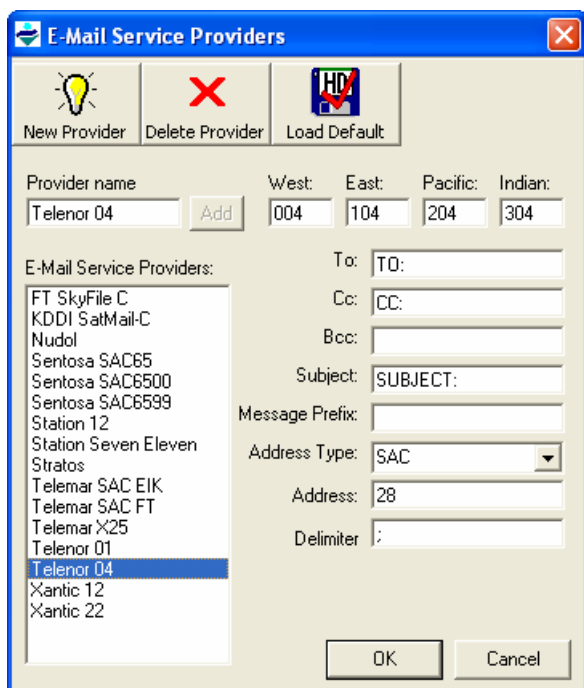 E-Mail Service Providers
HD
New Provider Delete Provider Load Default
Provider name West: East: Pacific: Indian:
Telenor 04 Add 004 104 204 304
E-Mail Service Providers:
FT SkyFile C
KDDI SatMail-C
Nudol
Sentosa SAC65
Sentosa SAC6500
Sentosa SAC6599
Station 12
Station Seven Eleven
Stratos
Telemar SAC EIK
Telemar SAC FT
Telemar X25
Telenor 01
Telenor 04
Xantic 12
Xantic 22
To: TO:
Cc: CC:
Bcc:
Subject: SUBJECT:
Message Prefix:
Address Type: SAC
Address: 28
Delimiter ;
OK Cancel